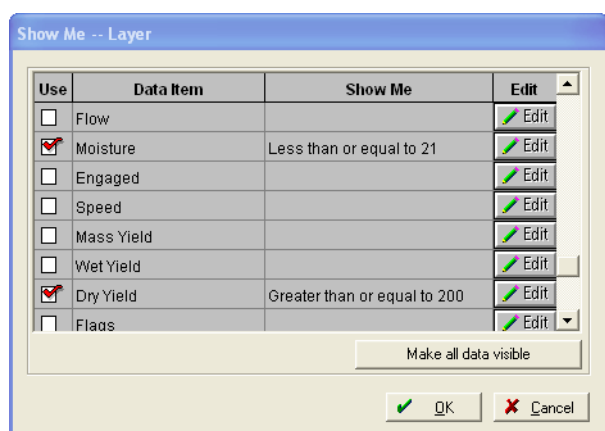 Show Me -- Layer
Use Data Item Show Me Edit
Flow Edit
Moisture Less than or equal to 21 Edit
Engaged Edit
Speed Edit
Mass Yield Edit
Wet Yield Edit
Dry Yield Greater than or equal to 200 Edit
Flags Edit
Make all data visible
OK Cancel